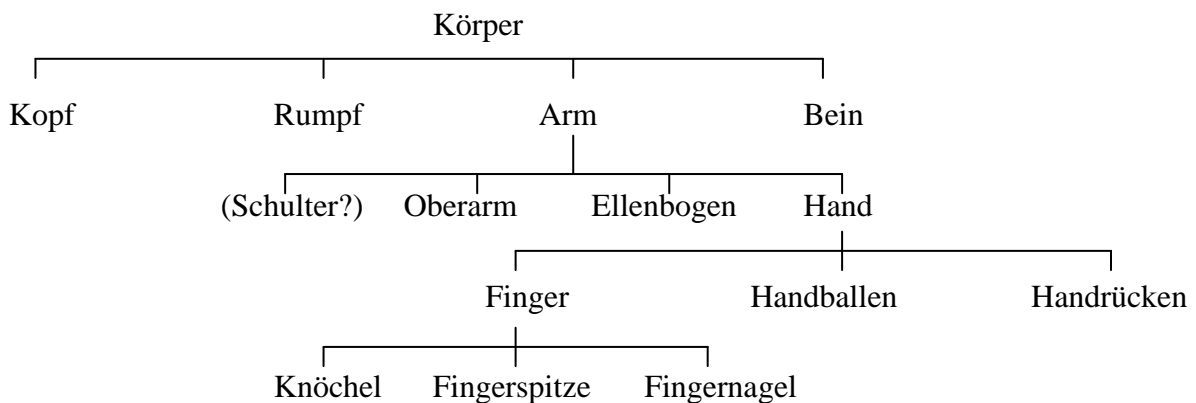 Körper
Kopf Rumpf Arm Bein
(Schulter?) Oberarm Ellenbogen Hand
Finger Handballen Handrücken
Knöchel Fingerspitze Fingernagel